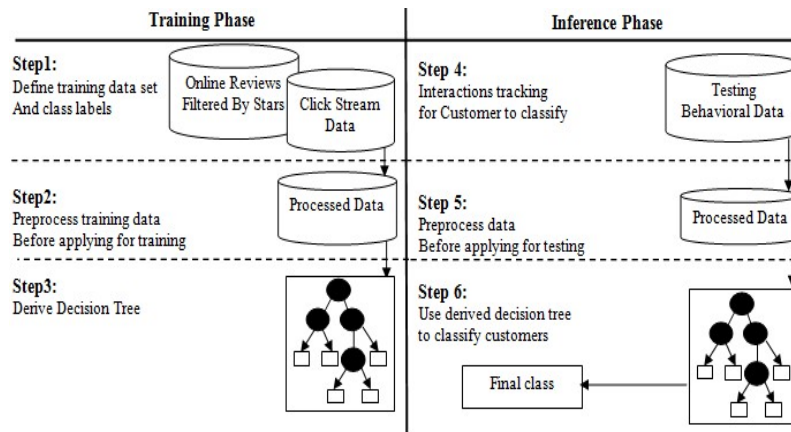 Training Phase
Inference Phase
Step1:
Define training data set
And class labels
Online Reviews
Filtered By Stars
Click Stream
Data
Step 4:
Interactions tracking
for Customer to classify
Testing
Behavioral Data
Step2:
Preprocess training data
Before applying for training
Processed Data
Step 5:
Preprocess data
Before applying for testing
Processed Data
Step3:
Derive Decision Tree
Step 6:
Use derived decision tree
to classify customers
Final class